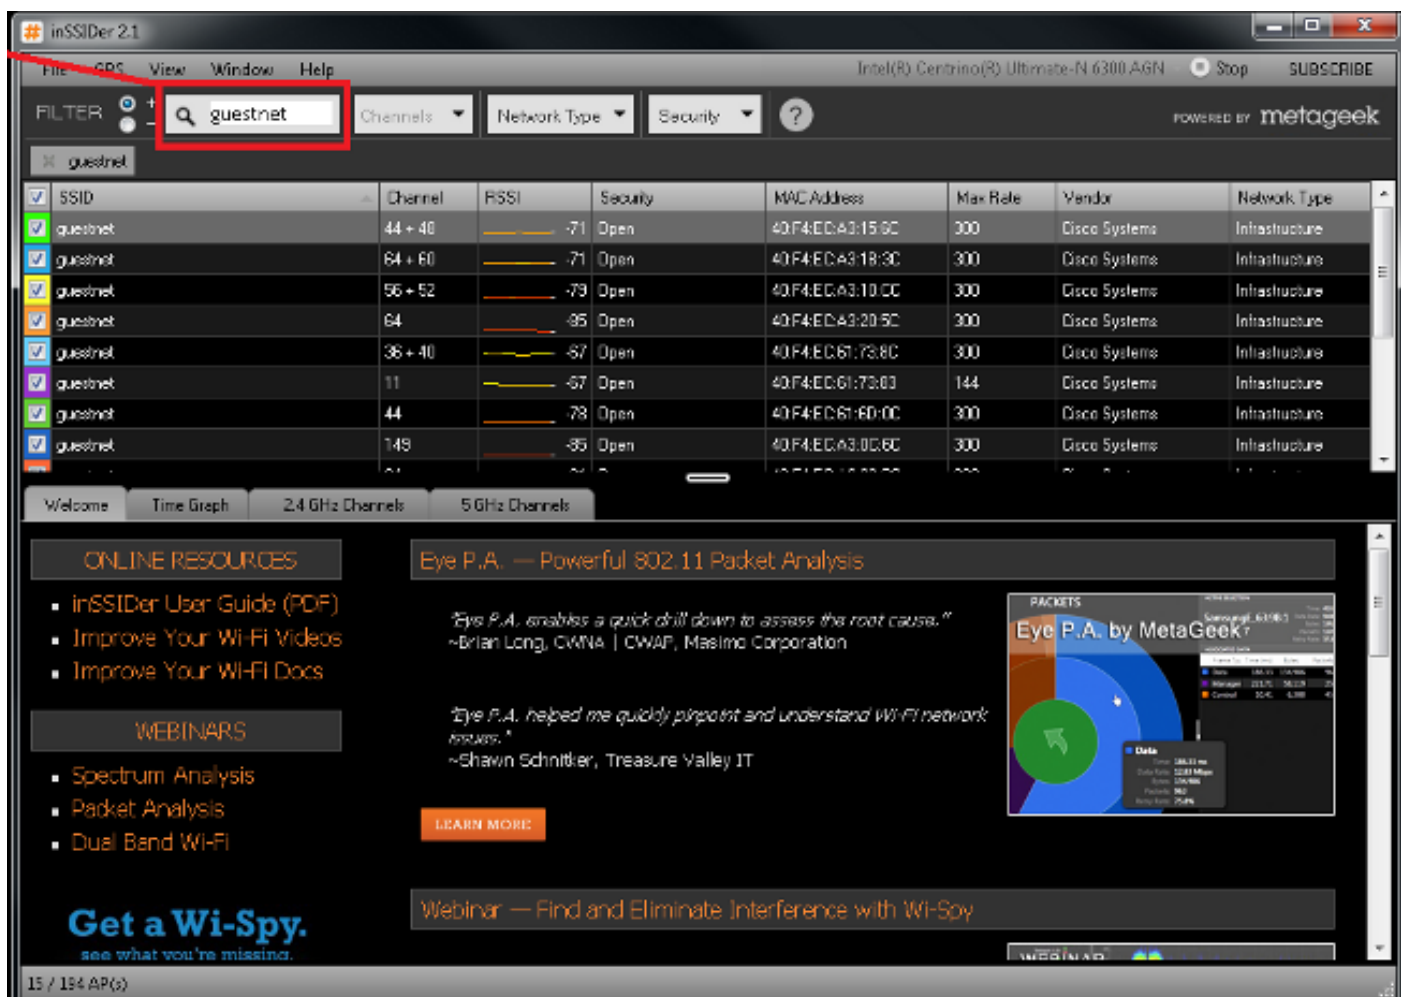 inSSIDer 2.1
File GPS View Window Help Intel(R) Centrino(R) Ultimate-N 6300 AGN Stop SUBSCRIBE
FILTER + - guestnet Channels Network Type Security ? POWERED BY metageek
guestnet
SSID Channel RSSI Security MAC Address Max Rate Vendor Network Type
guestnet 44 + 48 -71 Open 40:F4:EC:A3:15:6C 300 Cisco Systems Infrastructure
guestnet 64 + 60 -71 Open 40:F4:EC:A3:18:3C 300 Cisco Systems Infrastructure
guestnet 56 + 52 -79 Open 40:F4:EC:A3:10:CC 300 Cisco Systems Infrastructure
guestnet 64 -85 Open 40:F4:EC:A3:20:5C 300 Cisco Systems Infrastructure
guestnet 36 + 40 -67 Open 40:F4:EC:61:73:8C 300 Cisco Systems Infrastructure
guestnet 11 -67 Open 40:F4:EC:61:73:83 144 Cisco Systems Infrastructure
guestnet 44 -78 Open 40:F4:EC:61:6D:0C 300 Cisco Systems Infrastructure
guestnet 149 -85 Open 40:F4:EC:A3:0C:6C 300 Cisco Systems Infrastructure
Welcome Time Graph 2.4 GHz Channels 5 GHz Channels
ONLINE RESOURCES
inSSIDer User Guide (PDF)
Improve Your Wi-Fi Videos
Improve Your Wi-Fi Docs
WEBINARS
Spectrum Analysis
Packet Analysis
Dual Band Wi-Fi
Get a Wi-Spy.
see what you're missing.
Eye P.A. — Powerful 802.11 Packet Analysis
"Eye P.A. enables a quick drill down to assess the root cause."
~Brian Long, CWNA | CWAP, Masimo Corporation
"Eye P.A. helped me quickly pinpoint and understand Wi-Fi network
issues."
~Shawn Schnitker, Treasure Valley IT
LEARN MORE
PACKETS
Eye P.A. by MetaGeek
Data
Webinar — Find and Eliminate Interference with Wi-Spy
WEBINAR
15 / 194 AP(s)